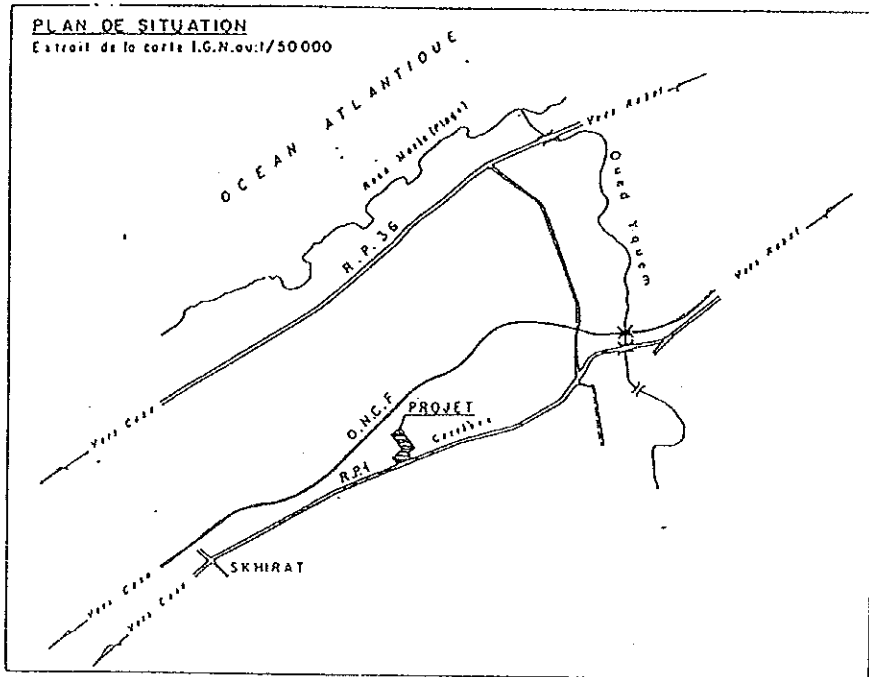 PLAN DE SITUATION
Extrait de la carte I.G.N.au:1/50000
OCEAN ATLANTIQUE
Vers Rabat
(Plage)
Oued Yquem
R.P.36
Vers Rabat
O.N.C.F
PROJET
Vers Casa
R.P.1
SKHIRAT
Vers Casa
Vers Casa